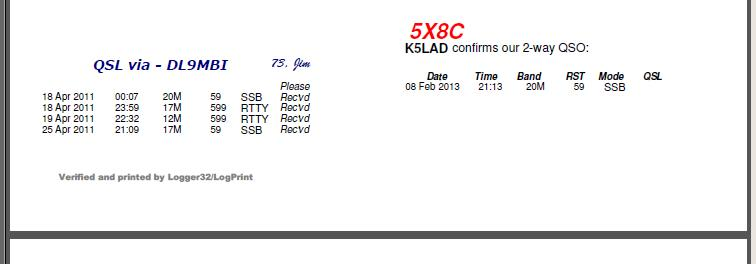 QSL via - DL9MBI 73, Jim
Please
18 Apr 2011 00:07 20M 59 SSB Recvd
18 Apr 2011 23:59 17M 599 RTTY Recvd
19 Apr 2011 22:32 12M 599 RTTY Recvd
25 Apr 2011 21:09 17M 59 SSB Recvd
Verified and printed by Logger32/LogPrint
5X8C
K5LAD confirms our 2-way QSO:
Date Time Band RST Mode QSL
08 Feb 2013 21:13 20M 59 SSB